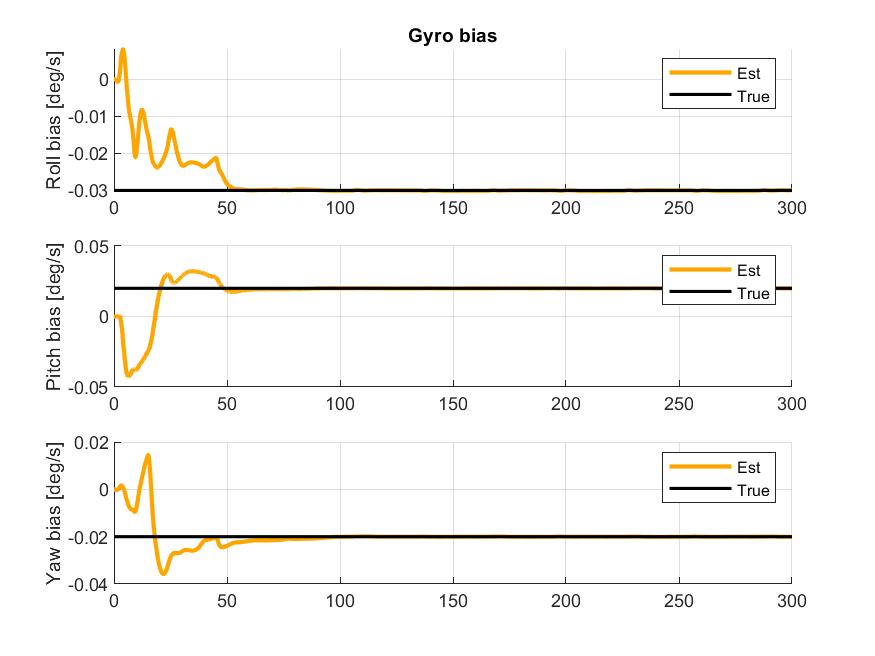 Gyro bias
Roll bias [deg/s]
0
-0.01
-0.02
-0.03
Est
True
0 50 100 150 200 250 300
Pitch bias [deg/s]
0.05
0
-0.05
Est
True
0 50 100 150 200 250 300
Yaw bias [deg/s]
0.02
0
-0.02
-0.04
Est
True
0 50 100 150 200 250 300